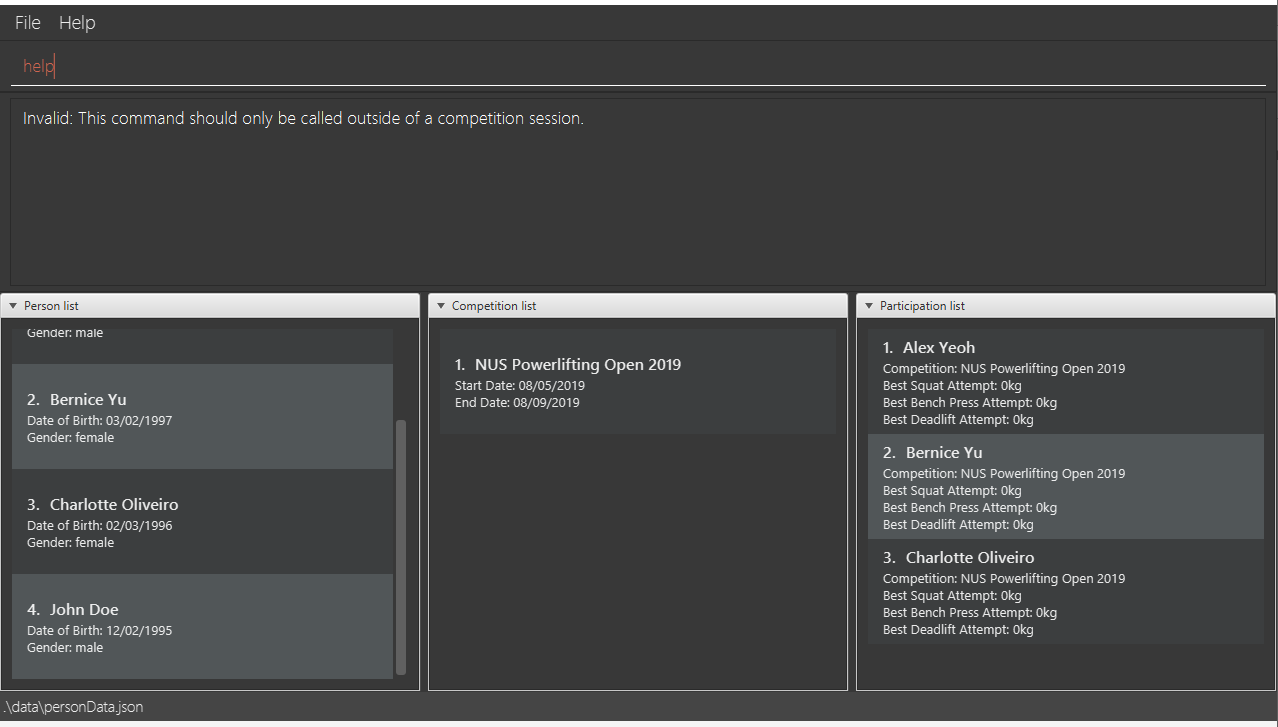 File Help
help
Invalid: This command should only be called outside of a competition session.
Person list
Gender: male
2. Bernice Yu
Date of Birth: 03/02/1997
Gender: female
3. Charlotte Oliveiro
Date of Birth: 02/03/1996
Gender: female
4. John Doe
Date of Birth: 12/02/1995
Gender: male
Competition list
1. NUS Powerlifting Open 2019
Start Date: 08/05/2019
End Date: 08/09/2019
Participation list
1. Alex Yeoh
Competition: NUS Powerlifting Open 2019
Best Squat Attempt: 0kg
Best Bench Press Attempt: 0kg
Best Deadlift Attempt: 0kg
2. Bernice Yu
Competition: NUS Powerlifting Open 2019
Best Squat Attempt: 0kg
Best Bench Press Attempt: 0kg
Best Deadlift Attempt: 0kg
3. Charlotte Oliveiro
Competition: NUS Powerlifting Open 2019
Best Squat Attempt: 0kg
Best Bench Press Attempt: 0kg
Best Deadlift Attempt: 0kg
.\data\personData.json